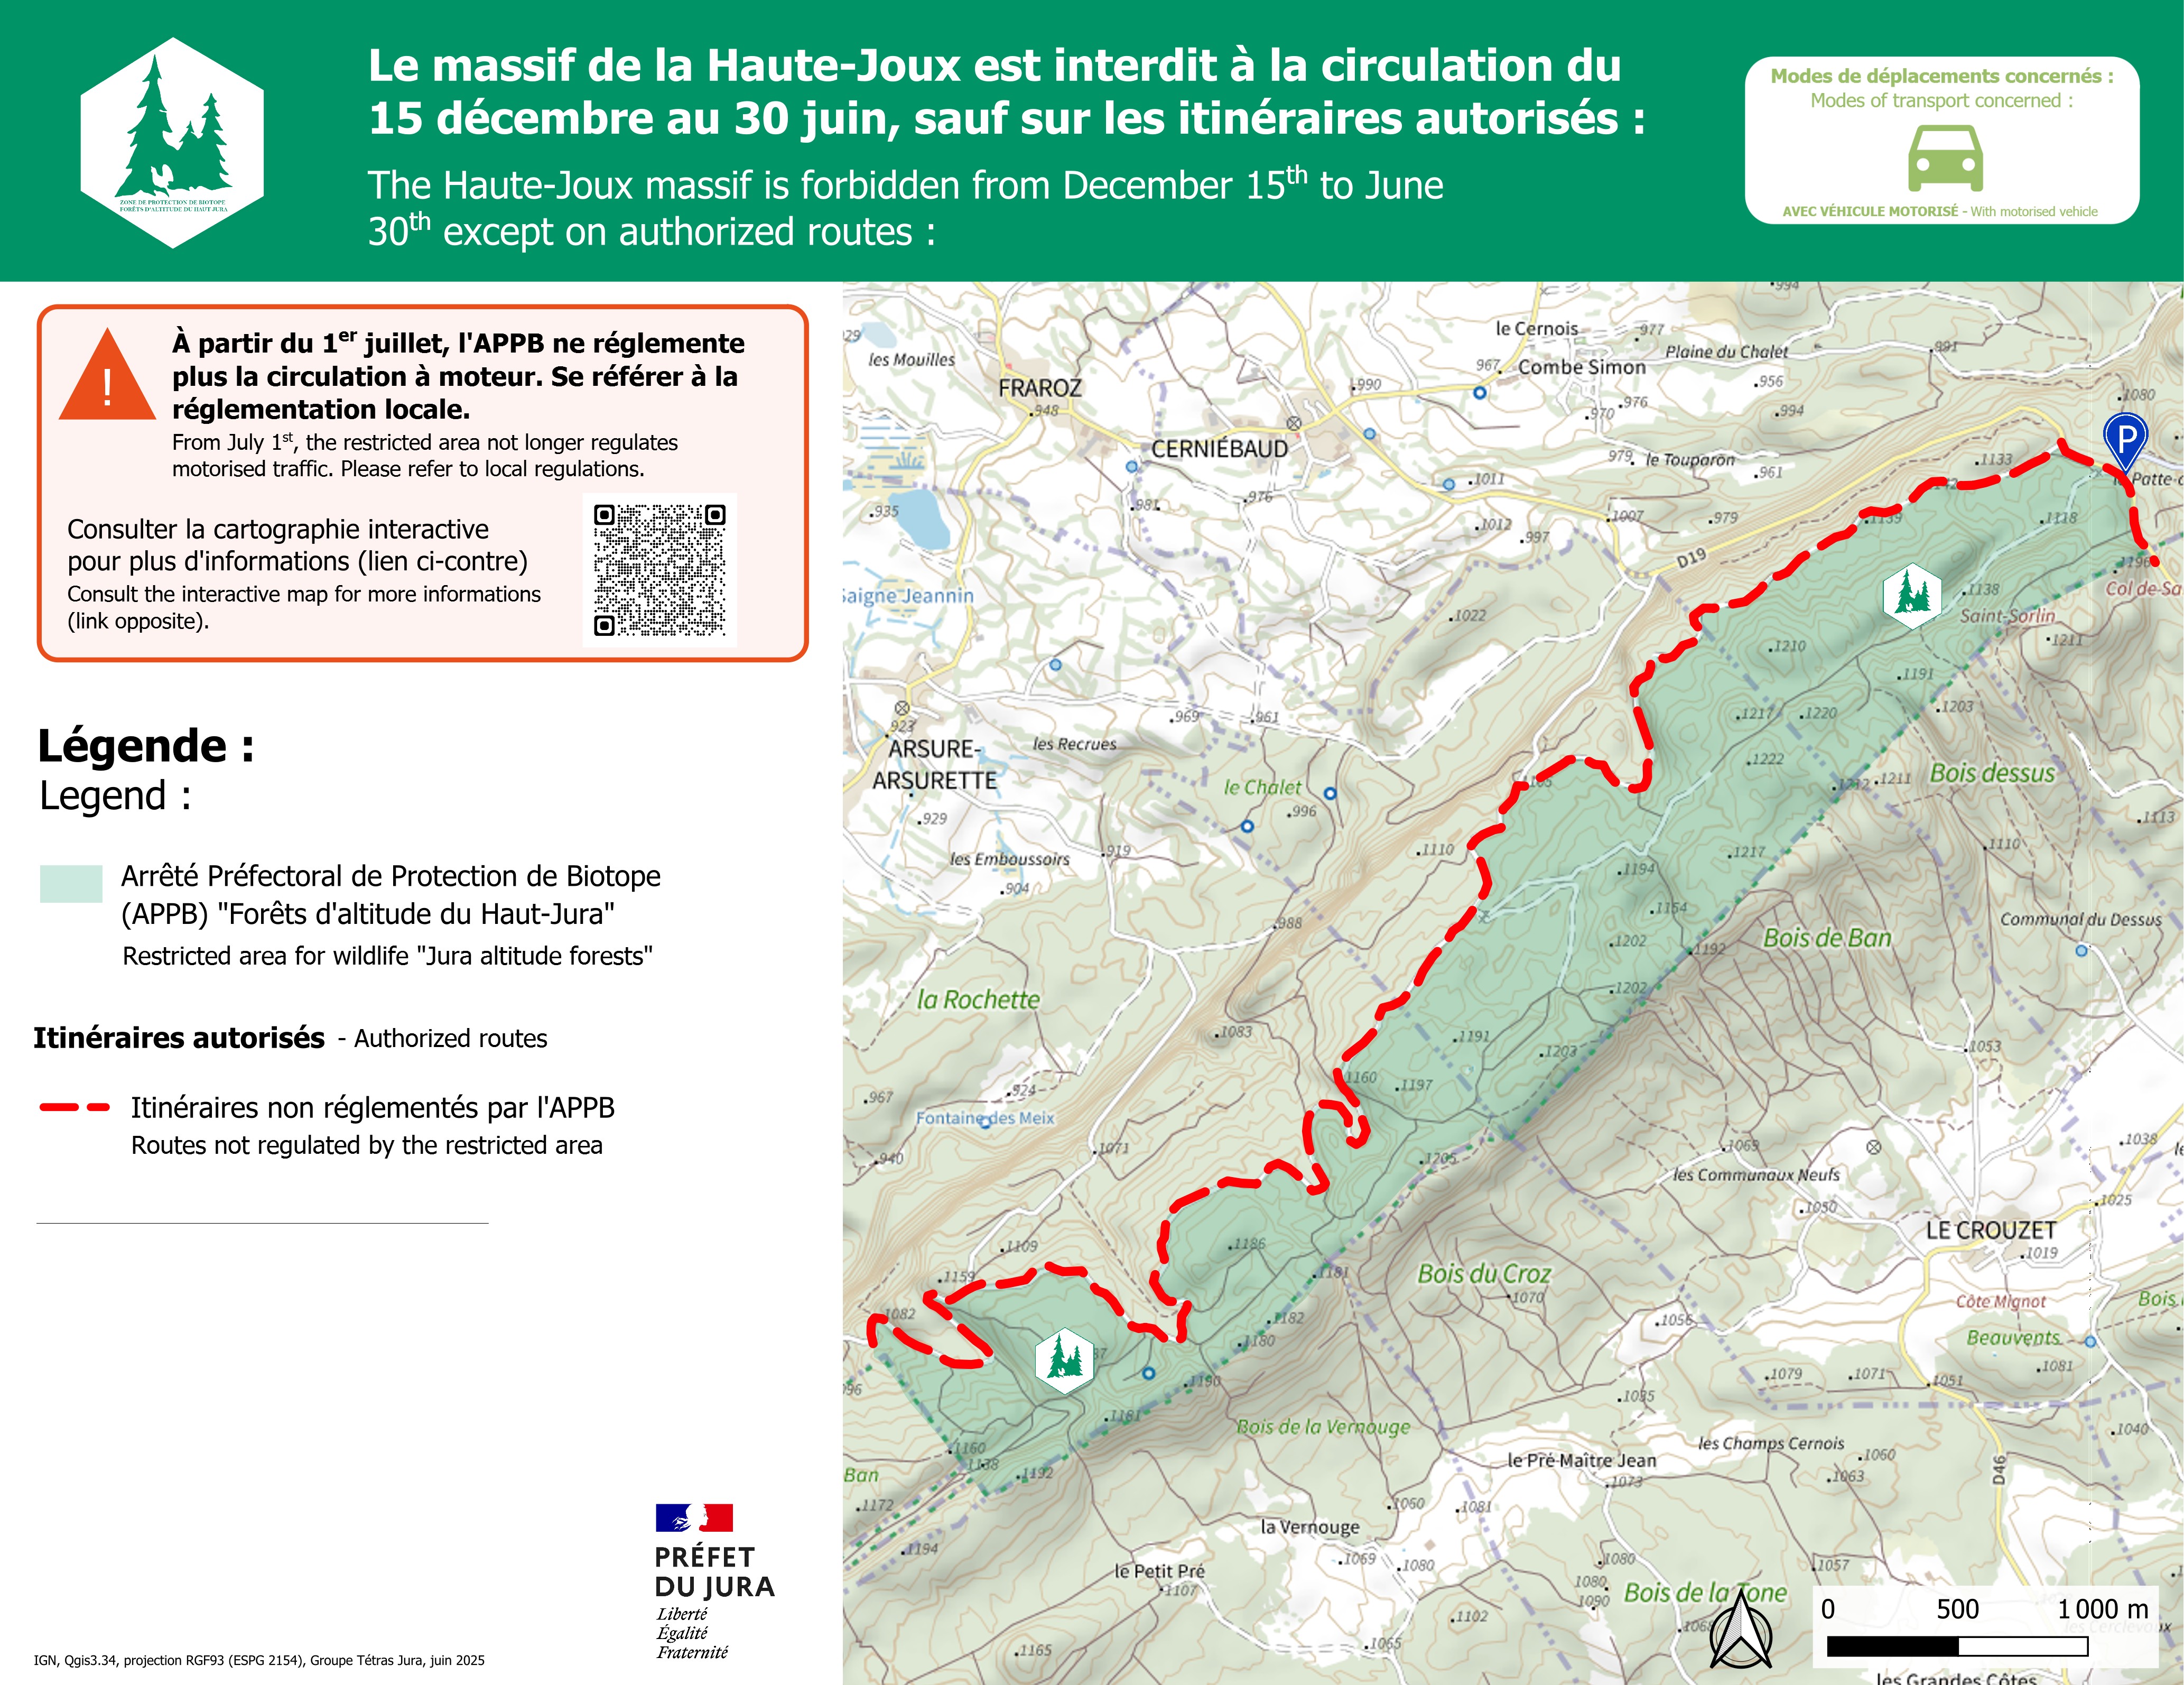 Le massif de la Haute-Joux est interdit à la circulation du
15 décembre au 30 juin, sauf sur les itinéraires autorisés :
The Haute-Joux massif is forbidden from December 15th to June
30th except on authorized routes :
ZONE DE PROTECTION DE BIOTOPE
FORÊTS D'ALTITUDE DU HAUT JURA
Modes de déplacements concernés :
Modes of transport concerned :
AVEC VÉHICULE MOTORISÉ - With motorised vehicle
!
À partir du 1er juillet, l'APPB ne réglemente
plus la circulation à moteur. Se référer à la
réglementation locale.
From July 1st, the restricted area not longer regulates
motorised traffic. Please refer to local regulations.
Consulter la cartographie interactive
pour plus d'informations (lien ci-contre)
Consult the interactive map for more informations
(link opposite).
Légende :
Legend :
Arrêté Préfectoral de Protection de Biotope
(APPB) "Forêts d'altitude du Haut-Jura"
Restricted area for wildlife "Jura altitude forests"
Itinéraires autorisés - Authorized routes
Itinéraires non réglementés par l'APPB
Routes not regulated by the restricted area
PRÉFET
DU JURA
Liberté
Égalité
Fraternité
IGN, Qgis3.34, projection RGF93 (ESPG 2154), Groupe Tétras Jura, juin 2025
994
le Cernois
977
les Mouilles
Plaine du Chalet
991
967
Combe Simon
FRAROZ
948
990
956
976
970
994
1080
P
CERNIÉBAUD
979
le Touparon
961
1133
1011
976
981
935
1012
997
1007
979
1139
1118
D19
1196
Col de Sa
Saigne Jeannin
1022
1138
Saint-Sorlin
1211
1210
1191
969
961
1217
1220
1203
923
ARSURE-
ARSURETTE
les Recrues
1222
le Chalet
996
1212
1211
Bois dessus
929
1113
les Emboussoirs
919
904
1110
1217
1110
1194
1154
988
1202
1192
Bois de Ban
Communal du Dessus
la Rochette
1202
1083
1191
1203
1053
924
967
1160
1197
Fontaine des Meix
1071
940
1205
1069
1038
les Communaux Neufs
1050
1025
LE CROUZET
1019
1109
1186
1159
1181
Bois du Croz
1070
Côte Mignot
1082
1182
1180
1056
Beauvents
1081
1190
1079
1071
1051
1181
1035
Bois de la Vernouge
1040
1160
1138
1192
Ban
le Pré Maître Jean
1073
les Champs Cernois
1060
1063
D46
1172
1060
1081
la Vernouge
1194
1069
1080
1080
1057
le Petit Pré
1107
1080
1090
Bois de la Tone
1102
1065
1165
0 500 1 000 m
les Grandes Côtes